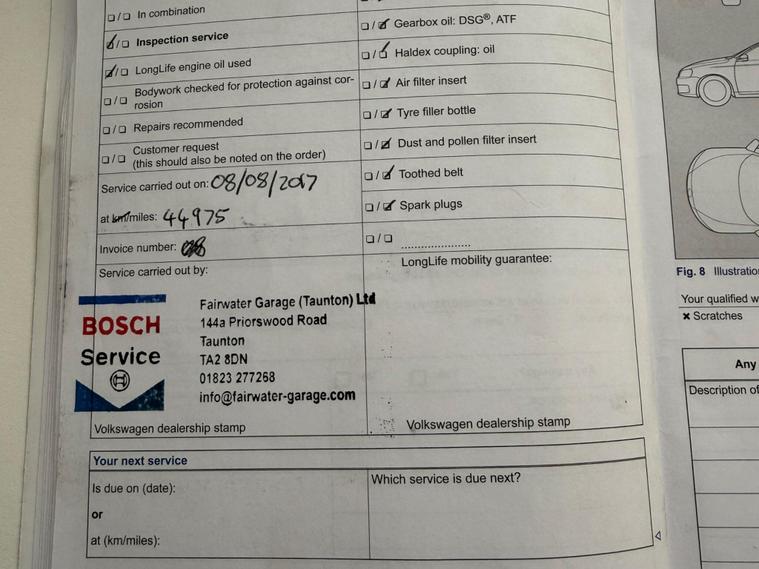 In combination
Inspection service
LongLife engine oil used
Bodywork checked for protection against cor-
rosion
Repairs recommended
Customer request
(this should also be noted on the order)
Service carried out on: 08/08/2017
at km/miles: 44975
Invoice number:
Service carried out by:
BOSCH
Service
Fairwater Garage (Taunton) Ltd
144a Priorswood Road
Taunton
TA2 8DN
01823 277268
info@fairwater-garage.com
Volkswagen dealership stamp
Gearbox oil: DSG®, ATF
Haldex coupling: oil
Air filter insert
Tyre filler bottle
Dust and pollen filter insert
Toothed belt
Spark plugs
LongLife mobility guarantee:
Volkswagen dealership stamp
Your next service
Is due on (date):
or
at (km/miles):
Which service is due next?
Fig. 8 Illustratio
Your qualified w
× Scratches
Any
Description of